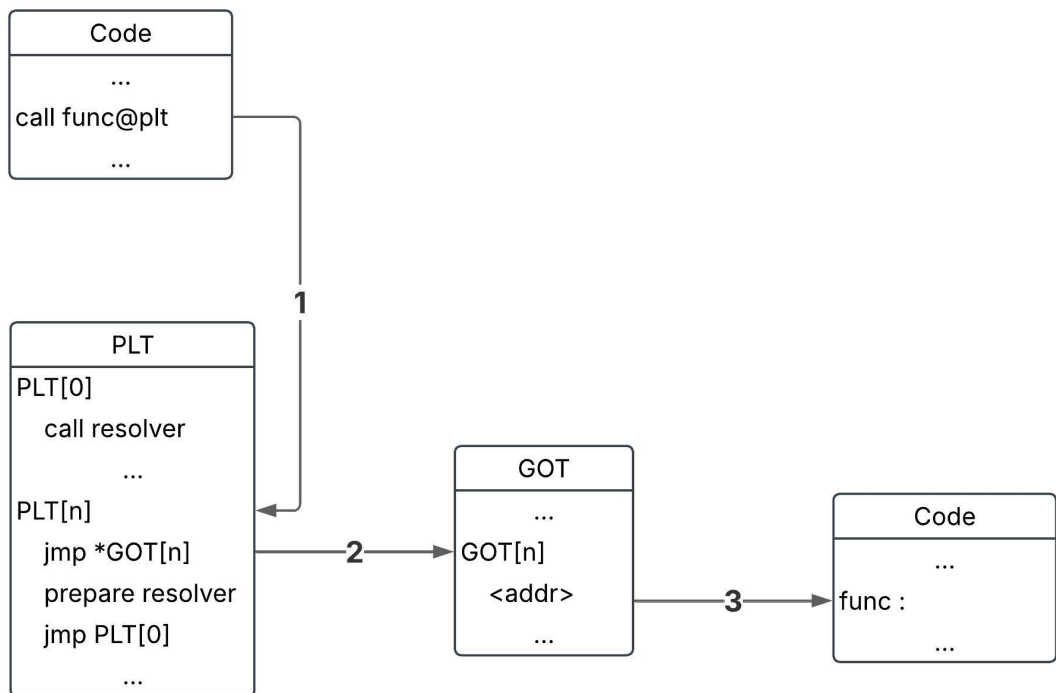 Code
...
call func@plt
...
1
PLT
PLT[0]
call resolver
...
PLT[n]
jmp *GOT[n]
prepare resolver
jmp PLT[0]
...
2
GOT
...
GOT[n]
<addr>
...
3
Code
...
func :
...